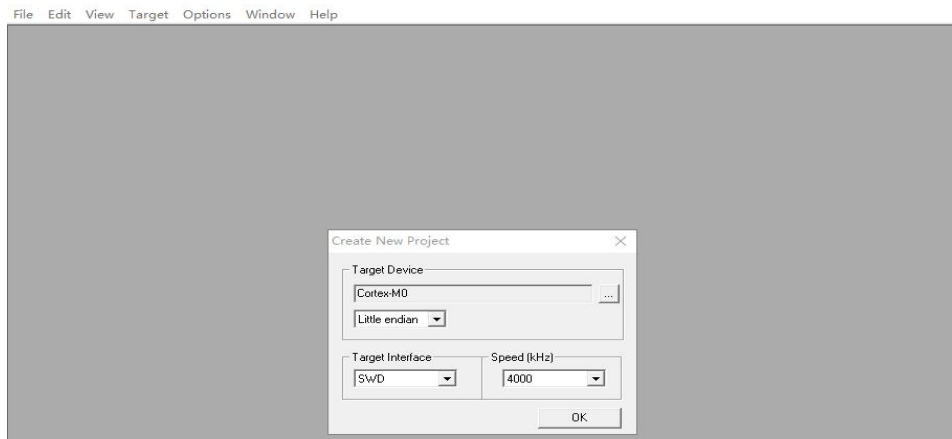 File Edit View Target Options Window Help
Create New Project
Target Device
Cortex-M0
...
Little endian
Target Interface
Speed (kHz)
SWD
4000
OK